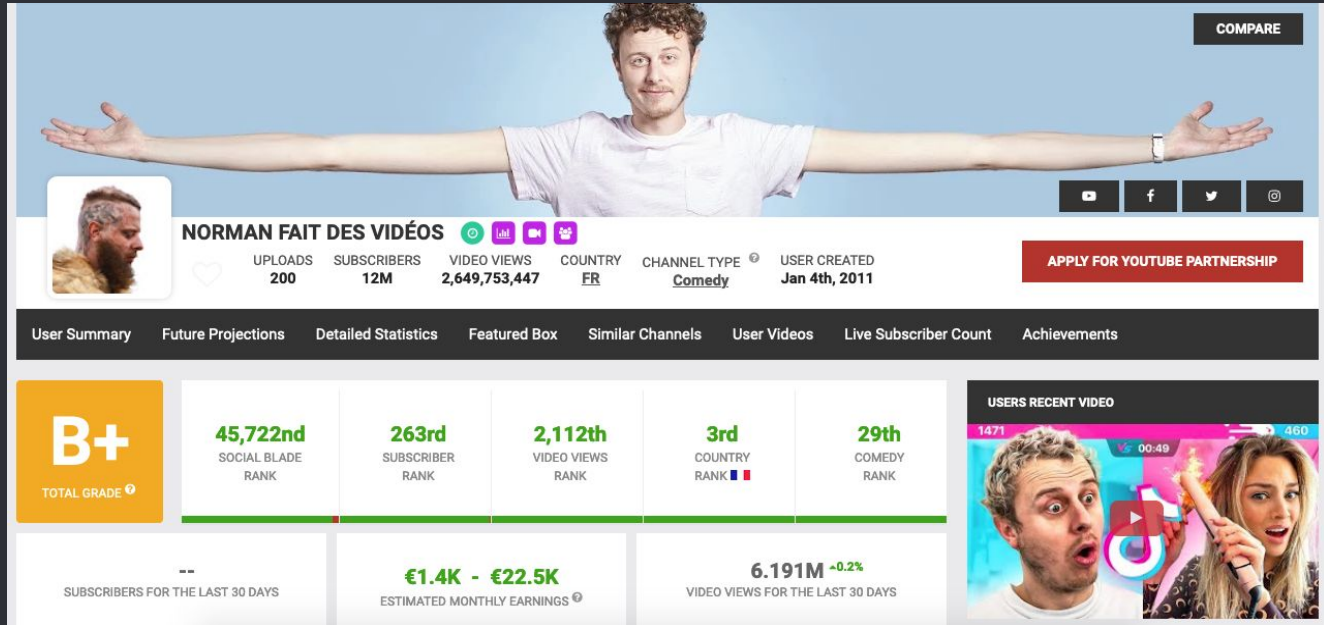 COMPARE
NORMAN FAIT DES VIDÉOS
UPLOADS
200
SUBSCRIBERS
12M
VIDEO VIEWS
2,649,753,447
COUNTRY
FR
CHANNEL TYPE
Comedy
USER CREATED
Jan 4th, 2011
APPLY FOR YOUTUBE PARTNERSHIP
User Summary
Future Projections
Detailed Statistics
Featured Box
Similar Channels
User Videos
Live Subscriber Count
Achievements
B+
TOTAL GRADE
45,722nd
SOCIAL BLADE
RANK
263rd
SUBSCRIBER
RANK
2,112th
VIDEO VIEWS
RANK
3rd
COUNTRY
RANK
29th
COMEDY
RANK
USERS RECENT VIDEO
1471
460
VS 00:49
--
SUBSCRIBERS FOR THE LAST 30 DAYS
€1.4K - €22.5K
ESTIMATED MONTHLY EARNINGS
6.191M +0.2%
VIDEO VIEWS FOR THE LAST 30 DAYS